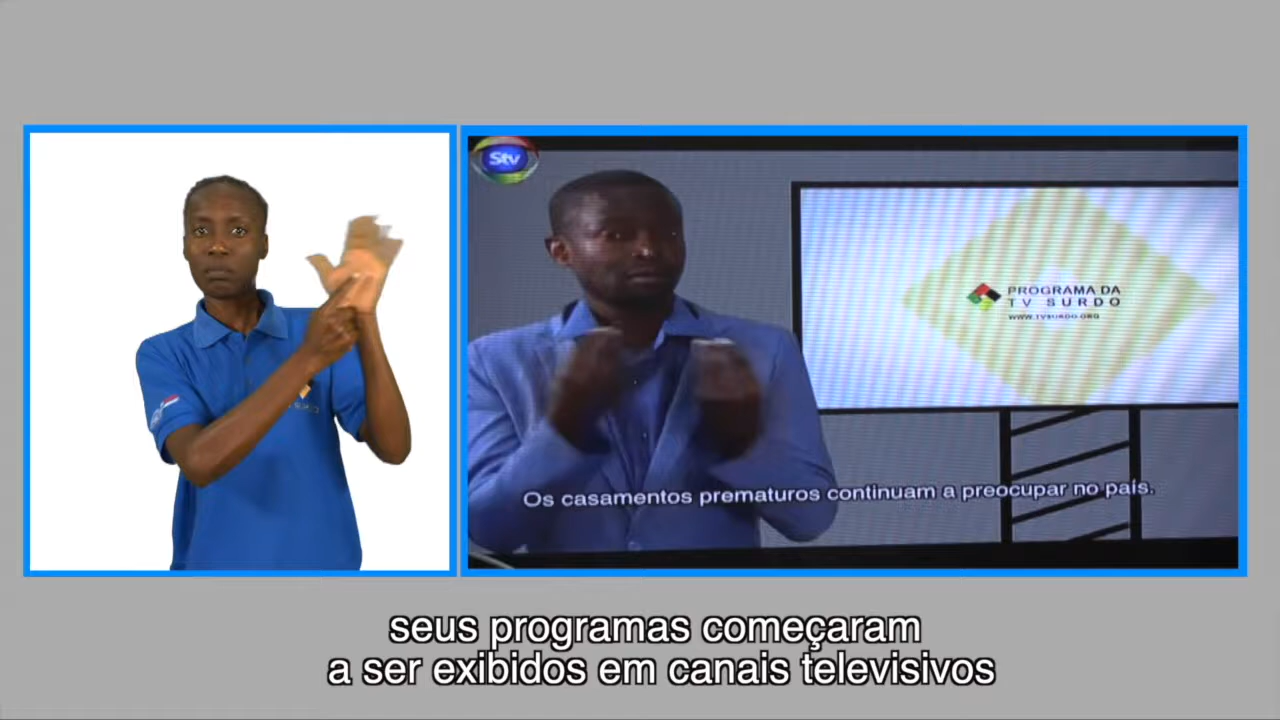 Stv
PROGRAMA DA
TV SURDO
WWW.TVSURDO.ORG
Os casamentos prematuros continuam a preocupar no país.
seus programas começaram
a ser exibidos em canais televisivos